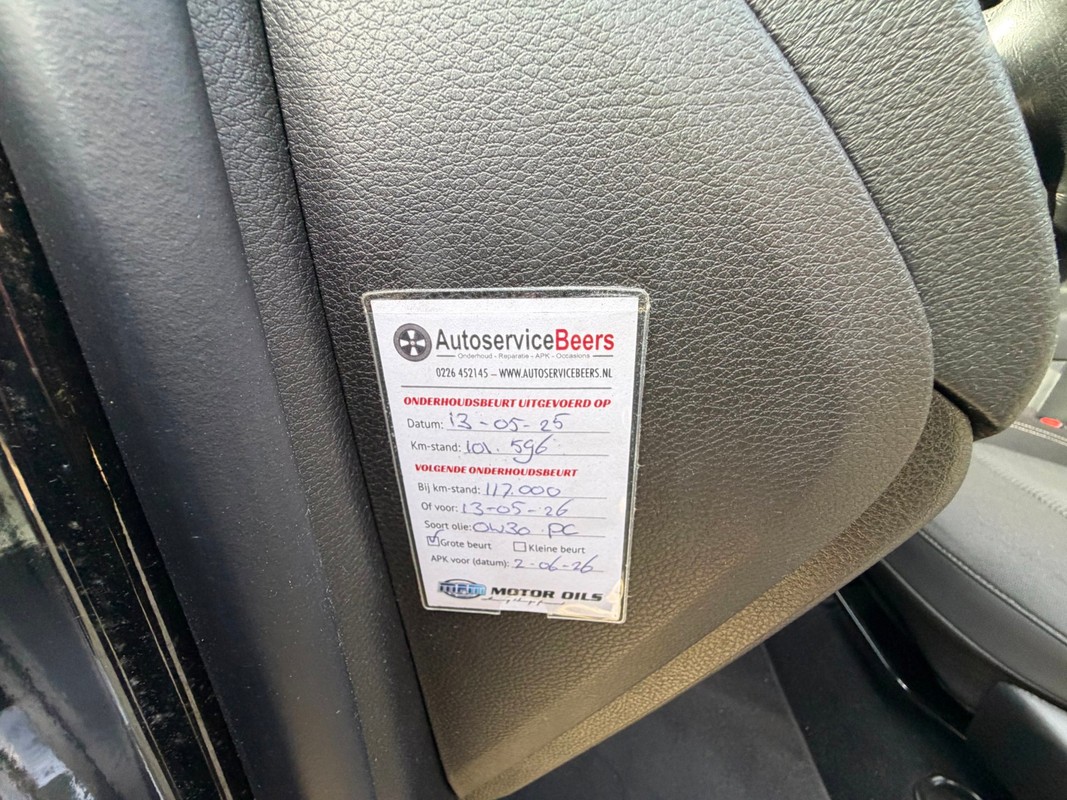 AutoserviceBeers
Onderhoud - Reparatie - APK - Occasions
0226 452145 – WWW.AUTOSERVICEBEERS.NL
ONDERHOUDSBEURT UITGEVOERD OP
Datum: 13-05-25
Km-stand: 101.596
VOLGENDE ONDERHOUDSBEURT
Bij km-stand: 117.000
Of voor: 13-05-26
Soort olie: 0W30 PC
Grote beurt Kleine beurt
APK voor (datum): 2-06-26
MPM MOTOR OILS